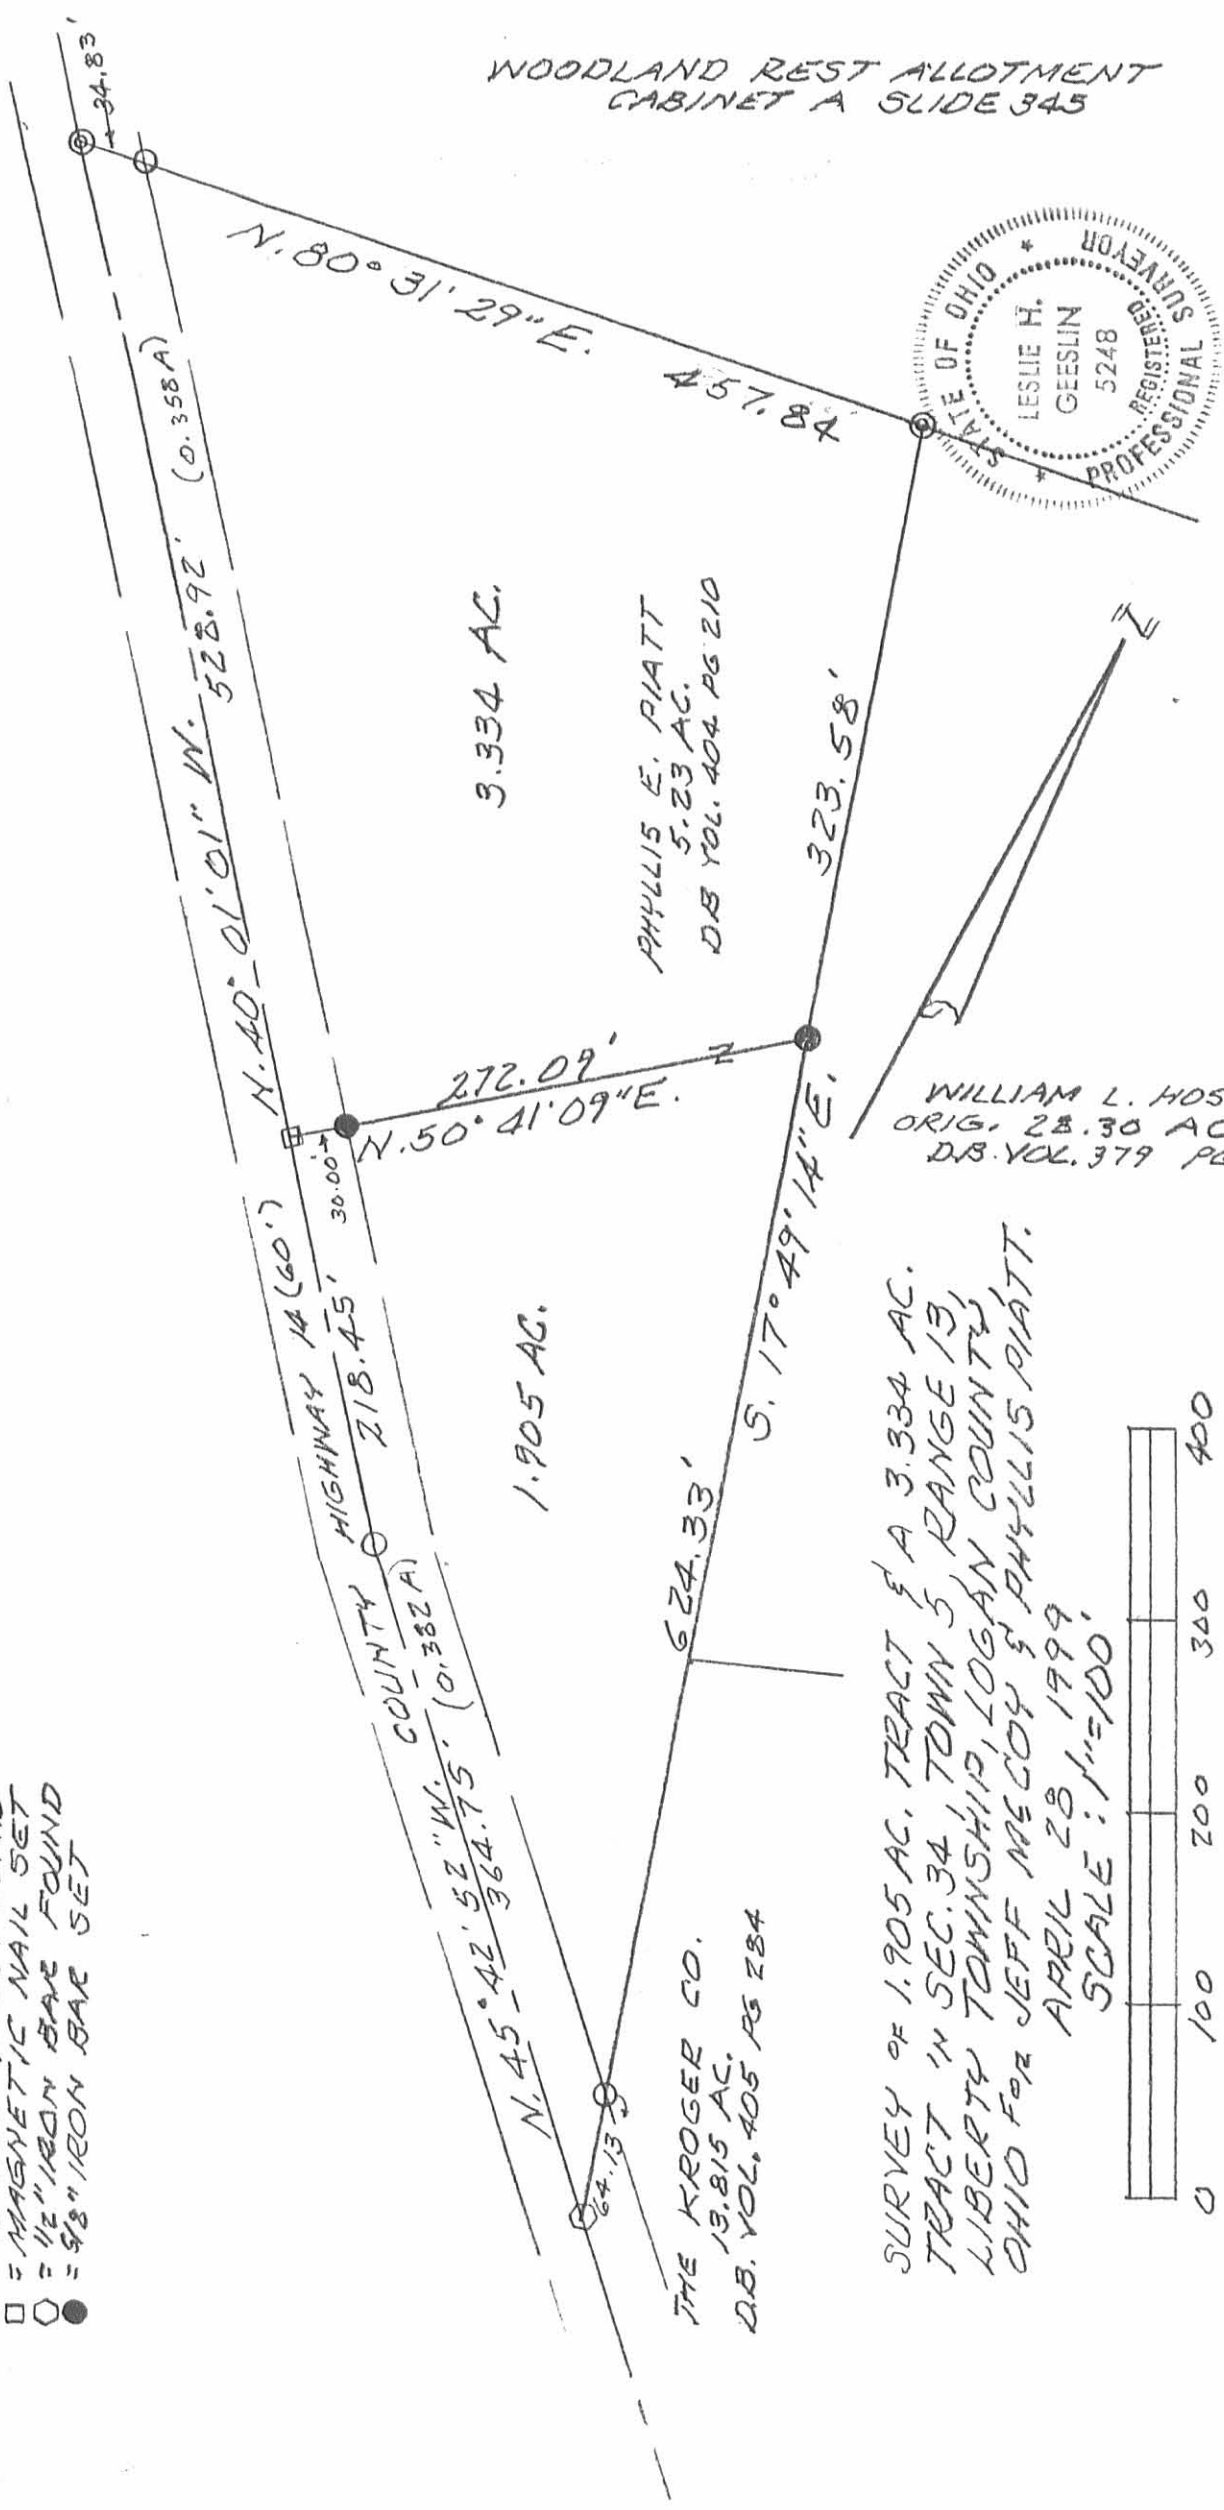 WOODLAND REST ALLOTMENT
CABINET A SLIDE 345
34.83'
N. 80° 31' 29" E.
STATE OF OHIO
LESLIE H.
GEESLIN
5248
REGISTERED
PROFESSIONAL SURVEYOR
N. 40° 01' 01" W. 528.92' (0.358 A)
3.334 AC.
PHYLLIS E. PIATT
5.23 AC.
DB VOL. 404 PG 210
323.58'
272.09'
N. 50° 41' 09" E.
30.00'
WILLIAM L.
ORIG. 28.30 AC
D.B. VOL. 379
COUNTY HIGHWAY 14 (60')
218.45'
1.905 AC.
624.33'
S. 17° 49' 14" E.
N. 45° 42' 52" W.
364.75' (0.382 A)
64.13
THE KROGER CO.
13.815 AC.
D.B. VOL. 405 PG 284
□ = MAGNETIC NAIL SET
= 1/2" IRON BAR FOUND
● = 5/8" IRON BAR SET
SURVEY OF 1.905 AC. TRACT & A 3.334 AC.
TRACT IN SEC. 34, TOWN 5, RANGE 13,
LIBERTY TOWNSHIP, LOGAN COUNTY,
OHIO FOR JEFF MCCOY & PHYLLIS PIATT.
APRIL 28, 1999.
SCALE: 1"=100'
0 100 200 300 400